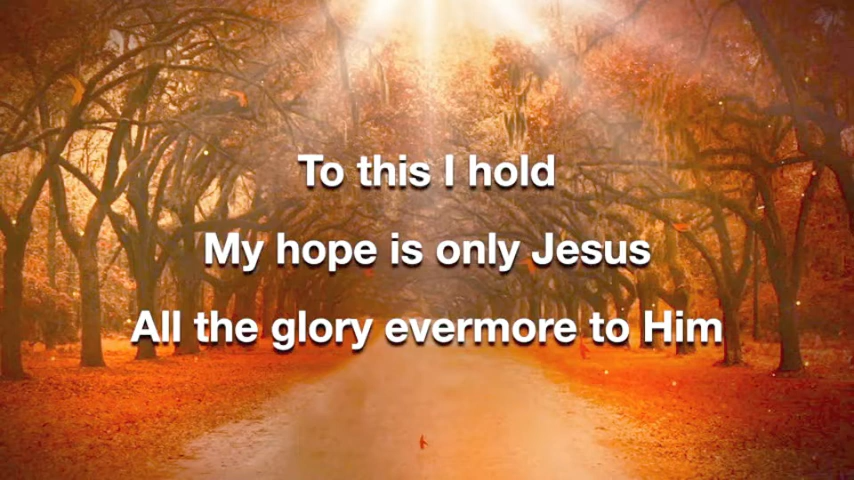 To this I hold
My hope is only Jesus
All the glory evermore to Him